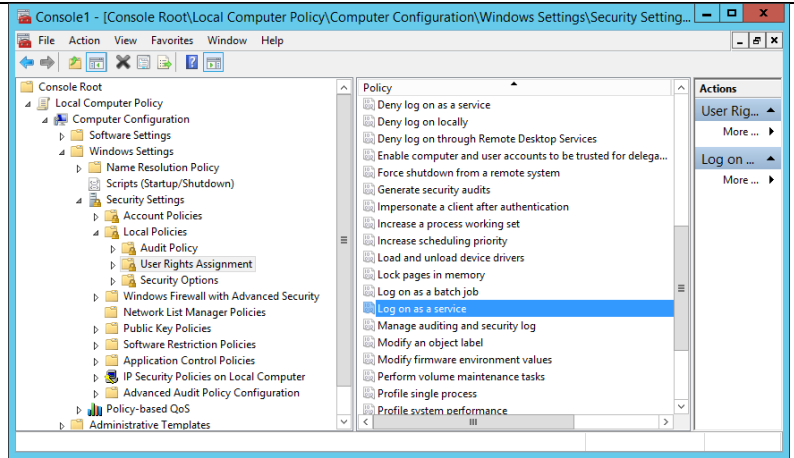 Console1 - [Console Root\Local Computer Policy\Computer Configuration\Windows Settings\Security Setting...
File Action View Favorites Window Help
Console Root
Local Computer Policy
Computer Configuration
Software Settings
Windows Settings
Name Resolution Policy
Scripts (Startup/Shutdown)
Security Settings
Account Policies
Local Policies
Audit Policy
User Rights Assignment
Security Options
Windows Firewall with Advanced Security
Network List Manager Policies
Public Key Policies
Software Restriction Policies
Application Control Policies
IP Security Policies on Local Computer
Advanced Audit Policy Configuration
Policy-based QoS
Administrative Templates
Policy
Deny log on as a service
Deny log on locally
Deny log on through Remote Desktop Services
Enable computer and user accounts to be trusted for delega...
Force shutdown from a remote system
Generate security audits
Impersonate a client after authentication
Increase a process working set
Increase scheduling priority
Load and unload device drivers
Lock pages in memory
Log on as a batch job
Log on as a service
Manage auditing and security log
Modify an object label
Modify firmware environment values
Perform volume maintenance tasks
Profile single process
Profile system performance
Actions
User Rig...
More ...
Log on ...
More ...